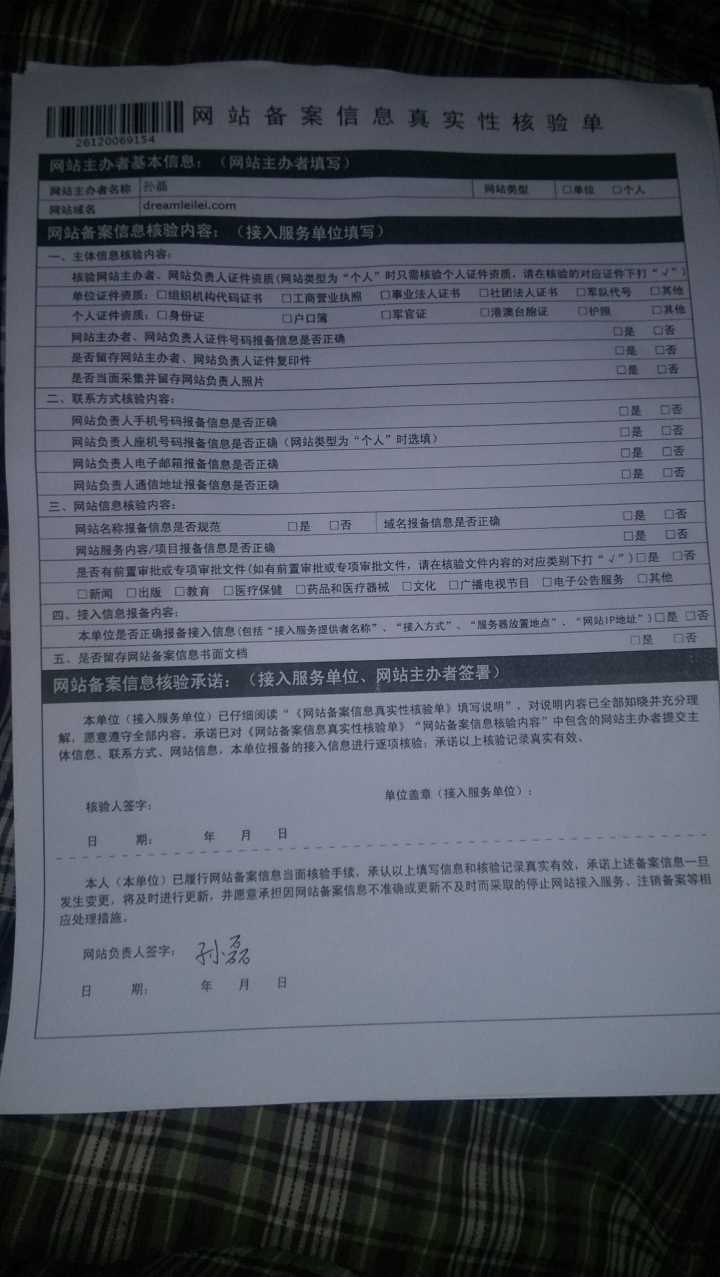 网站备案信息真实性核验单
26120069154
网站主办者基本信息：（网站主办者填写）
网站主办者名称 孙磊 网站类型 □单位 □个人
网站域名 dreamleilei.com
网站备案信息核验内容：（接入服务单位填写）
一、主体信息核验内容：
核验网站主办者、网站负责人证件资质(网站类型为“个人”时只需核验个人证件资质，请在核验的对应证件下打“√”)
单位证件资质：□组织机构代码证书 □工商营业执照 □事业法人证书 □社团法人证书 □军队代号 □其他
个人证件资质：□身份证 □户口簿 □军官证 □港澳台胞证 □护照 □其他
网站主办者、网站负责人证件号码报备信息是否正确 □是 □否
是否留存网站主办者、网站负责人证件复印件 □是 □否
是否当面采集并留存网站负责人照片 □是 □否
二、联系方式核验内容：
网站负责人手机号码报备信息是否正确 □是 □否
网站负责人座机号码报备信息是否正确（网站类型为“个人”时选填） □是 □否
网站负责人电子邮箱报备信息是否正确 □是 □否
网站负责人通信地址报备信息是否正确 □是 □否
三、网站信息核验内容：
网站名称报备信息是否规范 □是 □否 域名报备信息是否正确 □是 □否
网站服务内容/项目报备信息是否正确 □是 □否
是否有前置审批或专项审批文件(如有前置审批或专项审批文件，请在核验文件内容的对应类别下打“√”) □是 □否
□新闻 □出版 □教育 □医疗保健 □药品和医疗器械 □文化 □广播电视节目 □电子公告服务 □其他
四、接入信息报备内容：
本单位是否正确报备接入信息(包括“接入服务提供者名称”、“接入方式”、“服务器放置地点”、“网站IP地址”) □是 □否
五、是否留存网站备案信息书面文档 □是 □否
网站备案信息核验承诺：（接入服务单位、网站主办者签署）
本单位（接入服务单位）已仔细阅读“《网站备案信息真实性核验单》填写说明”，对说明内容已全部知晓并充分理
解，愿意遵守全部内容。承诺已对《网站备案信息真实性核验单》“网站备案信息核验内容”中包含的网站主办者提交主
体信息、联系方式、网站信息，本单位报备的接入信息进行逐项核验；承诺以上核验记录真实有效、
核验人签字： 单位盖章（接入服务单位）：
日 期： 年 月 日
本人（本单位）已履行网站备案信息当面核验手续，承认以上填写信息和核验记录真实有效，承诺上述备案信息一旦
发生变更，将及时进行更新，并愿意承担因网站备案信息不准确或更新不及时而采取的停止网站接入服务、注销备案等相
应处理措施。
网站负责人签字： 孙磊
日 期： 年 月 日